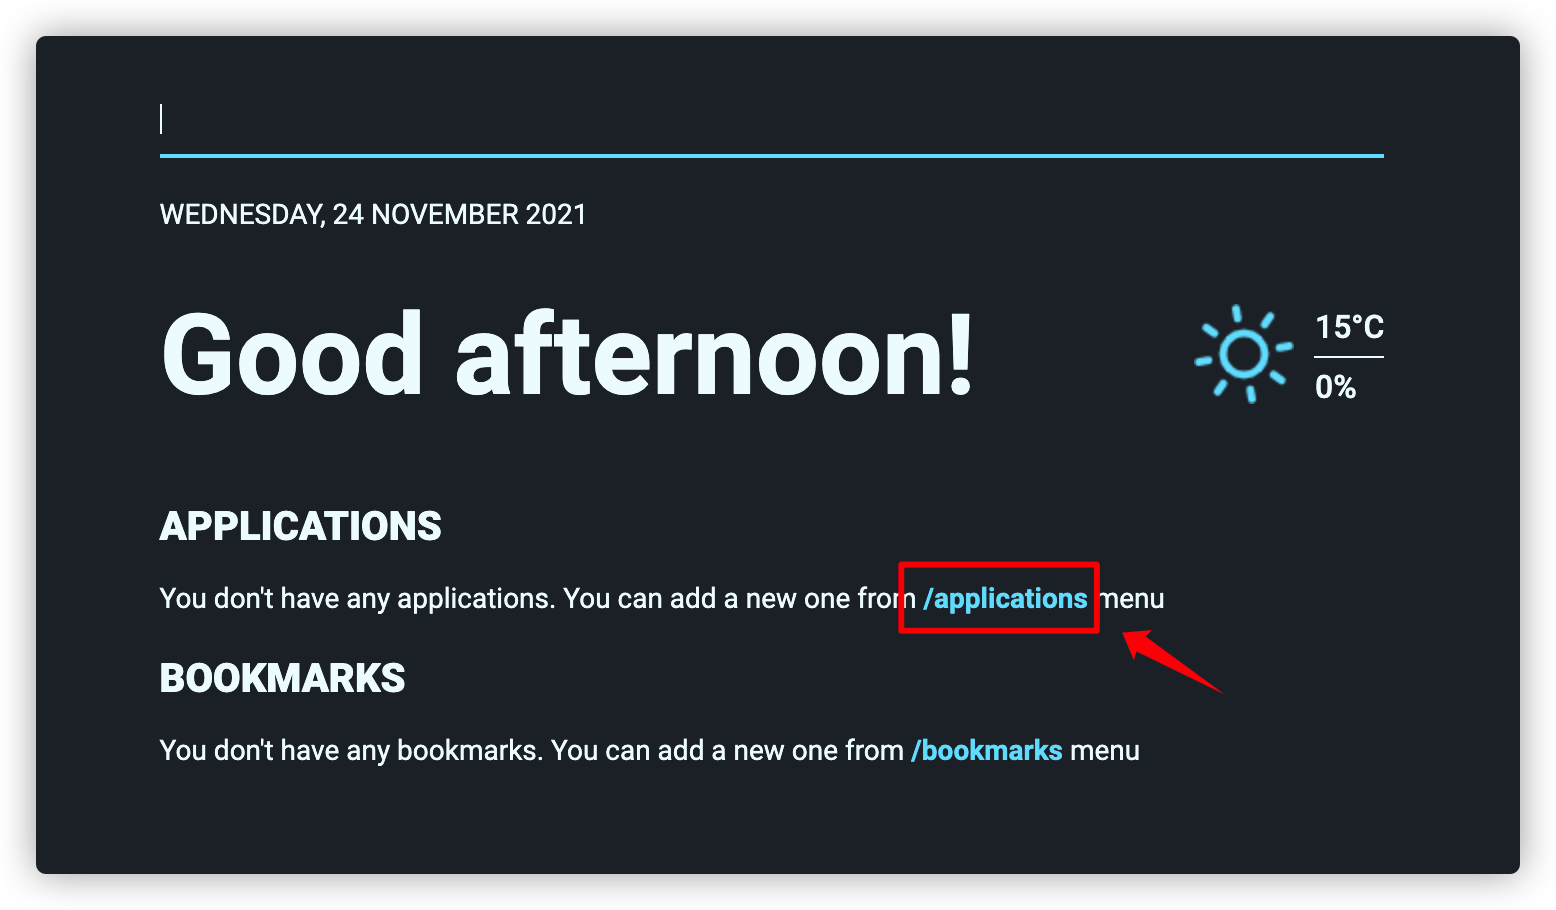 WEDNESDAY, 24 NOVEMBER 2021
Good afternoon!
15°C
0%
APPLICATIONS
You don't have any applications. You can add a new one from /applications menu
BOOKMARKS
You don't have any bookmarks. You can add a new one from /bookmarks menu